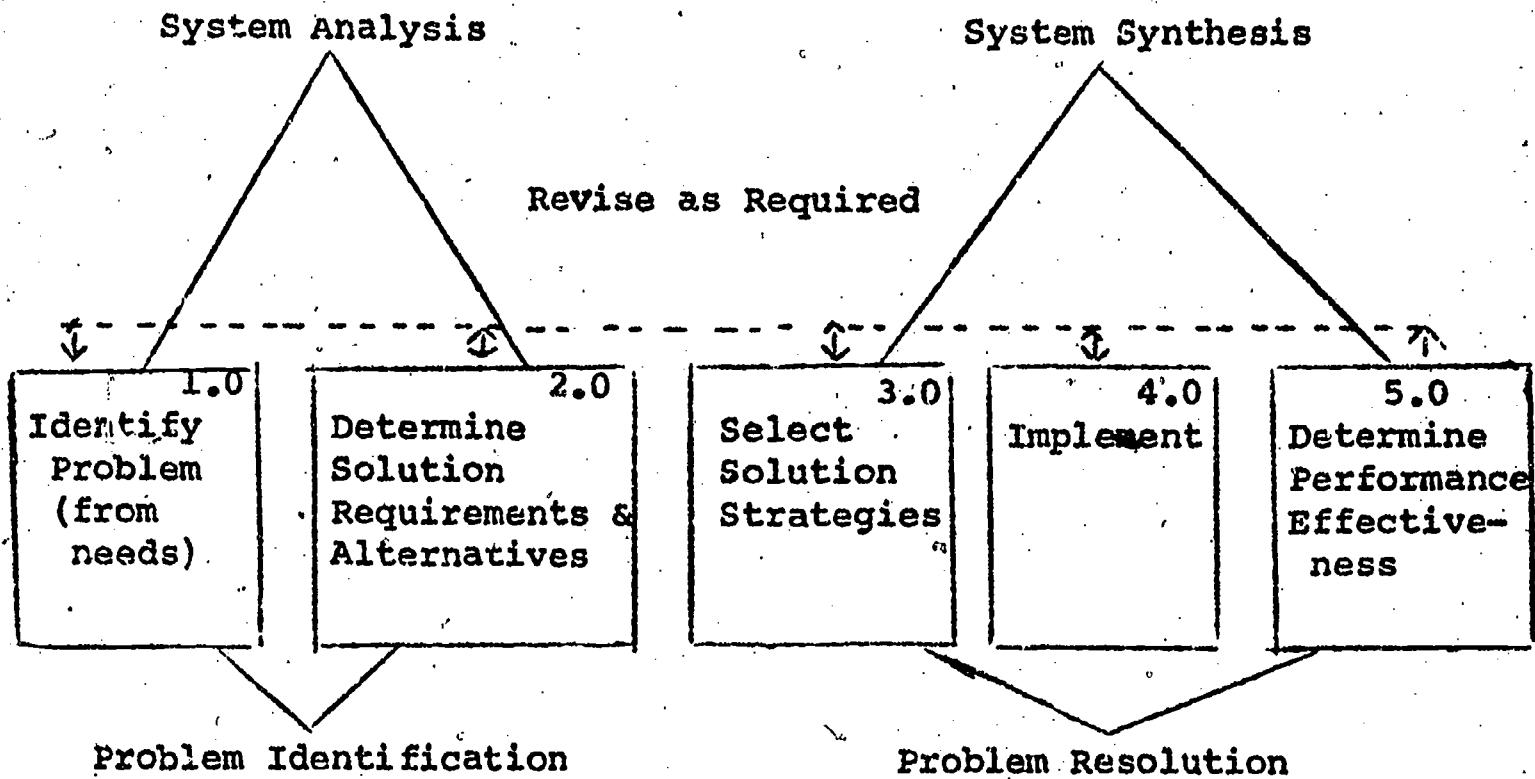 System Analysis
System Synthesis
Revise as Required
1.0
Identify
Problem
(from
needs)
2.0
Determine
Solution
Requirements &
Alternatives
3.0
Select
Solution
Strategies
4.0
Implement
5.0
Determine
Performance
Effective-
ness
Problem Identification
Problem Resolution